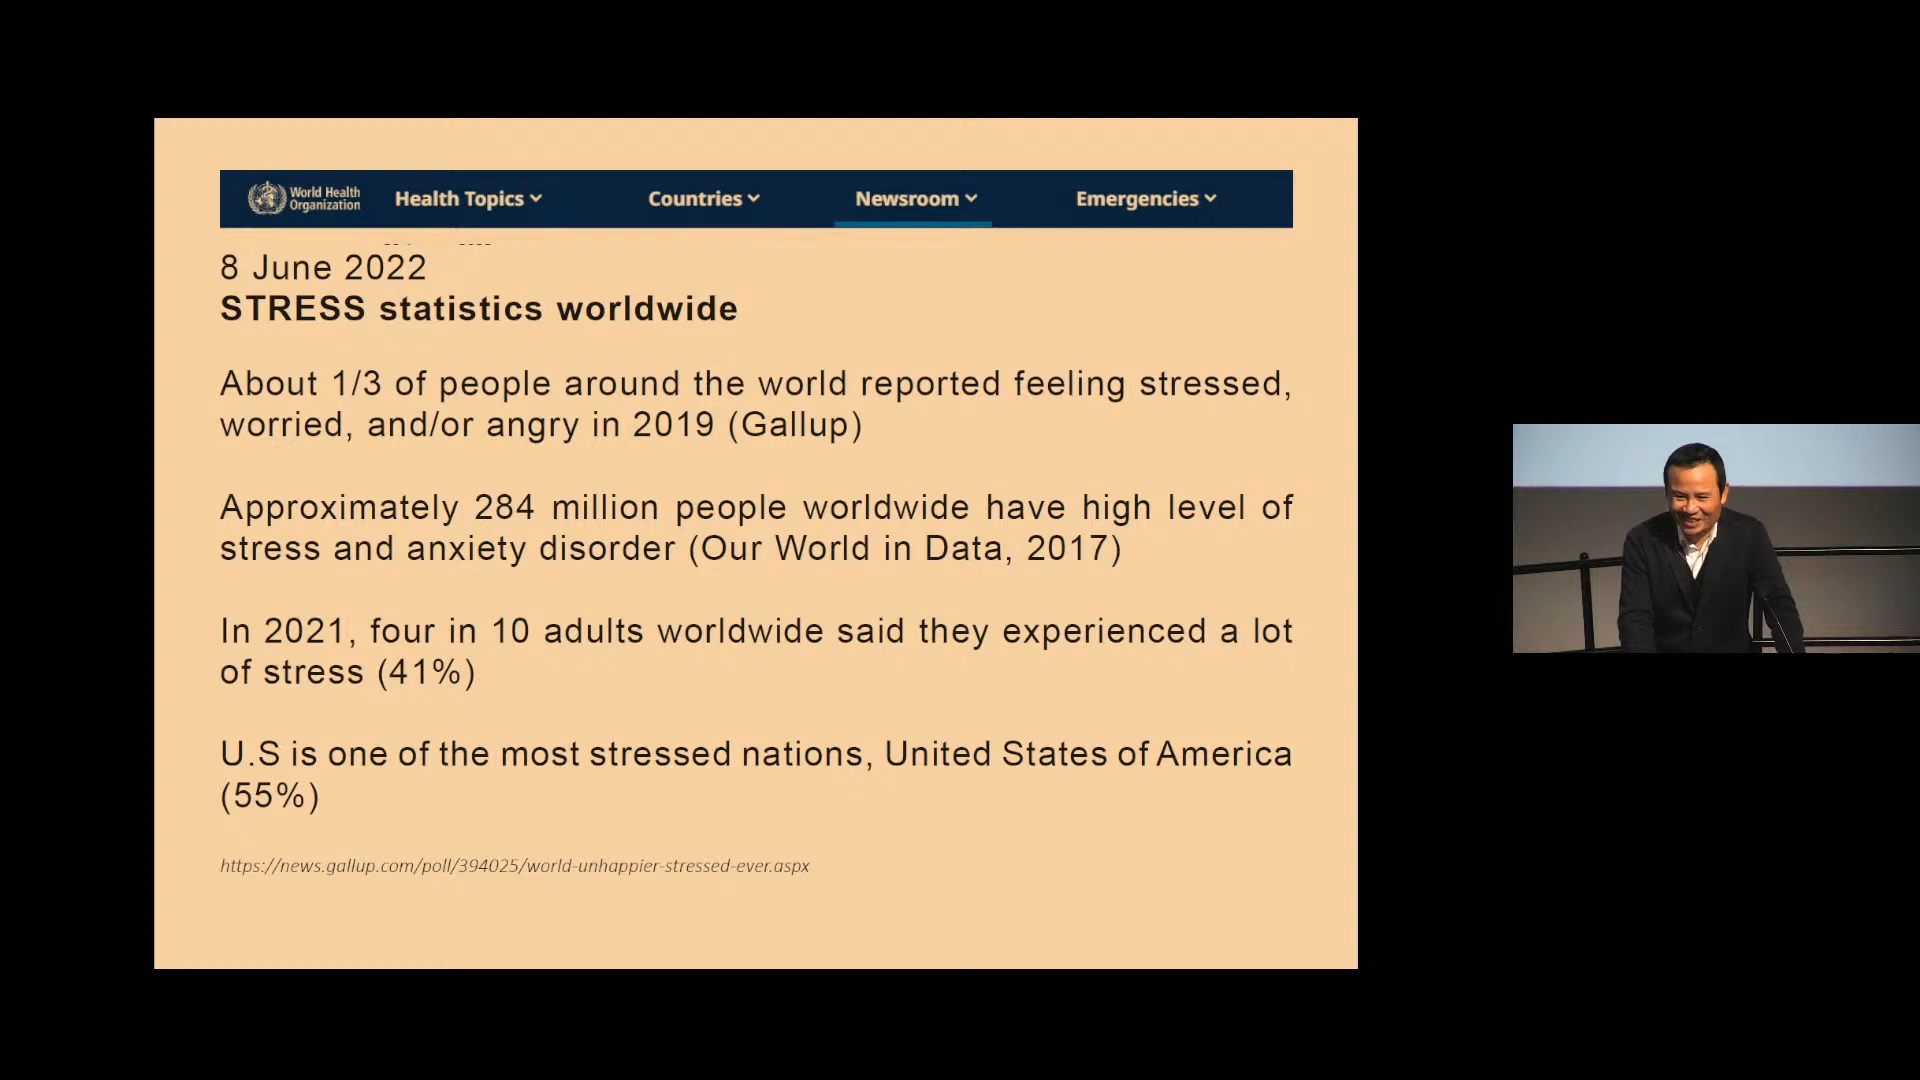 World Health
Organization
Health Topics
Countries
Newsroom
Emergencies
8 June 2022
STRESS statistics worldwide
About 1/3 of people around the world reported feeling stressed,
worried, and/or angry in 2019 (Gallup)
Approximately 284 million people worldwide have high level of
stress and anxiety disorder (Our World in Data, 2017)
In 2021, four in 10 adults worldwide said they experienced a lot
of stress (41%)
U.S is one of the most stressed nations, United States of America
(55%)
https://news.gallup.com/poll/394025/world-unhappier-stressed-ever.aspx